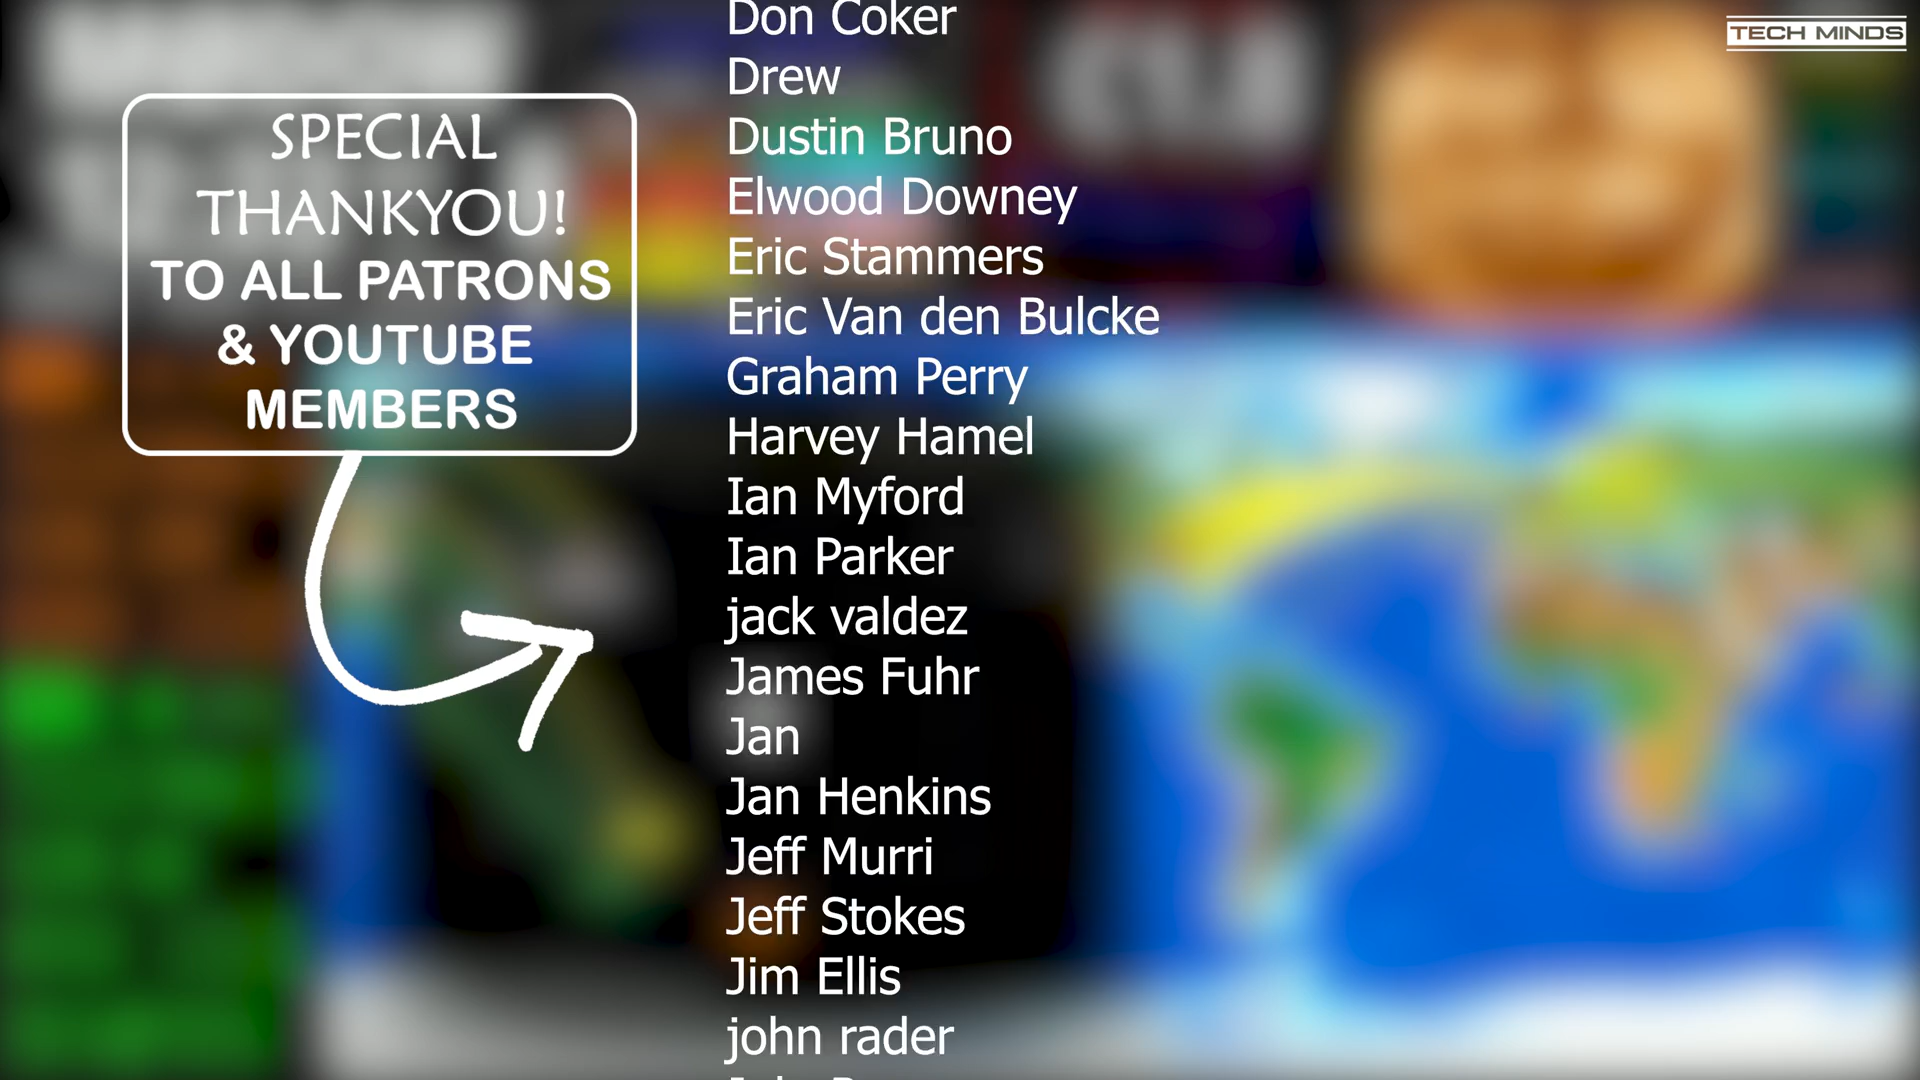 TECH MINDS
SPECIAL
THANKYOU!
TO ALL PATRONS
& YOUTUBE
MEMBERS
Don Coker
Drew
Dustin Bruno
Elwood Downey
Eric Stammers
Eric Van den Bulcke
Graham Perry
Harvey Hamel
Ian Myford
Ian Parker
jack valdez
James Fuhr
Jan
Jan Henkins
Jeff Murri
Jeff Stokes
Jim Ellis
john rader